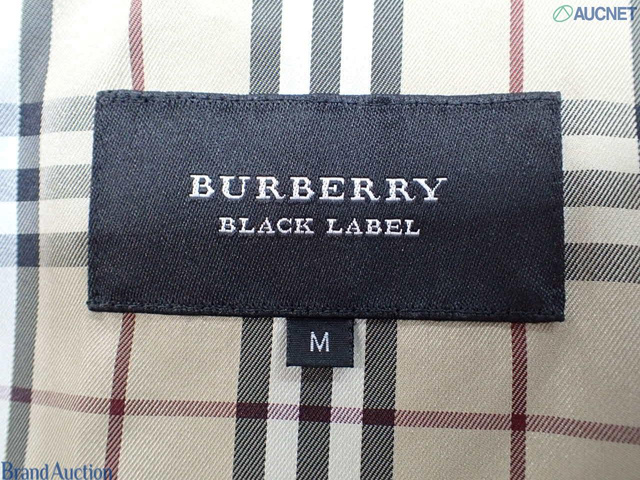 AUCNET
BURBERRY
BLACK LABEL
M
Brand Auction